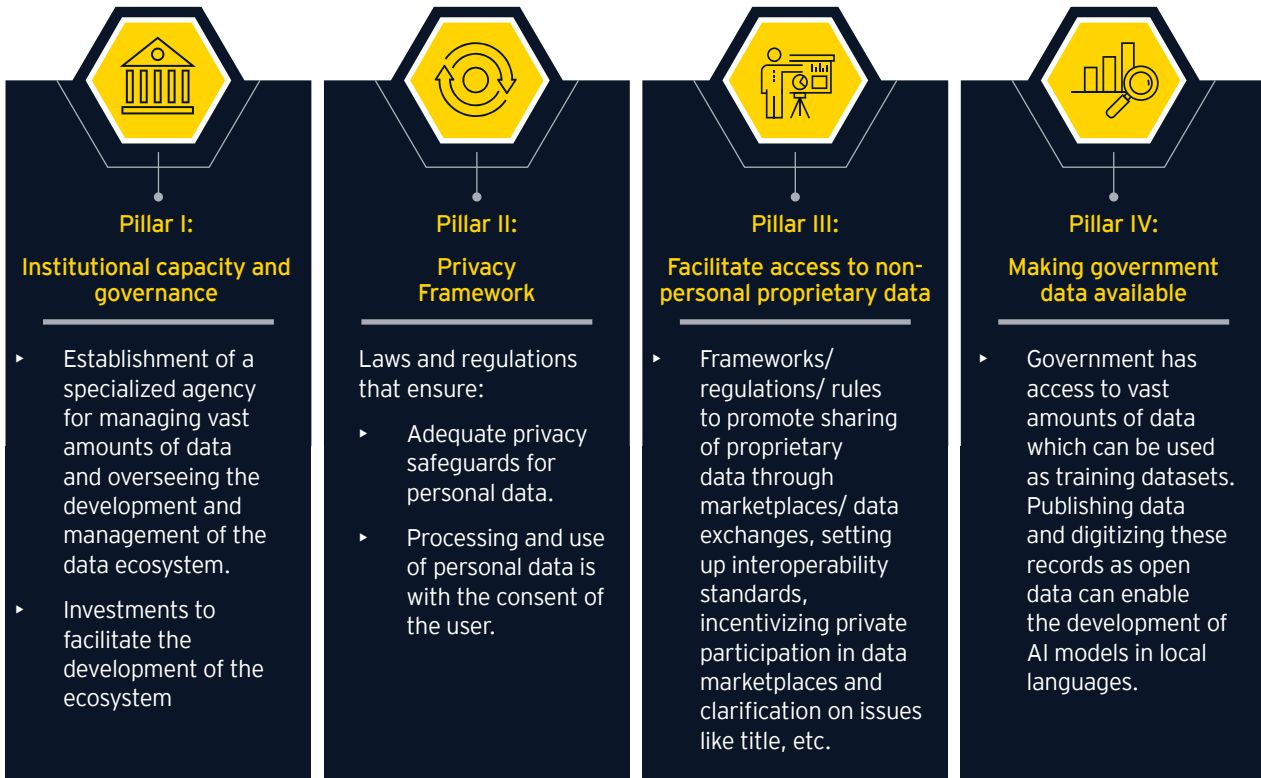 Pillar I:
Institutional capacity and
governance
‣ Establishment of a
specialized agency
for managing vast
amounts of data
and overseeing the
development and
management of the
data ecosystem.
‣ Investments to
facilitate the
development of the
ecosystem
Pillar II:
Privacy
Framework
Laws and regulations
that ensure:
‣ Adequate privacy
safeguards for
personal data.
‣ Processing and use
of personal data is
with the consent of
the user.
Pillar III:
Facilitate access to non-
personal proprietary data
‣ Frameworks/
regulations/ rules
to promote sharing
of proprietary
data through
marketplaces/ data
exchanges, setting
up interoperability
standards,
incentivizing private
participation in data
marketplaces and
clarification on issues
like title, etc.
Pillar IV:
Making government
data available
‣ Government has
access to vast
amounts of data
which can be used
as training datasets.
Publishing data
and digitizing these
records as open
data can enable
the development of
AI models in local
languages.